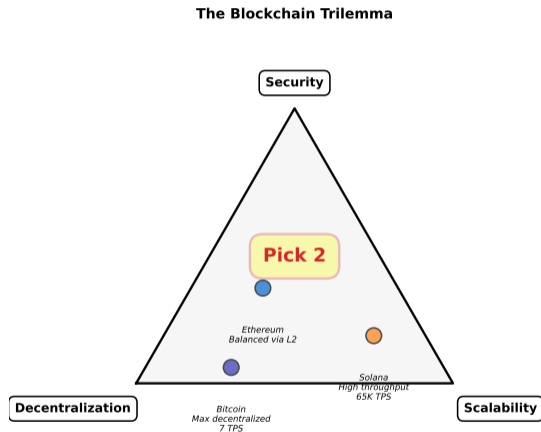 The Blockchain Trilemma
Security
Pick 2
Ethereum
Balanced via L2
Solana
High throughput
65K TPS
Decentralization
Scalability
Bitcoin
Max decentralized
7 TPS